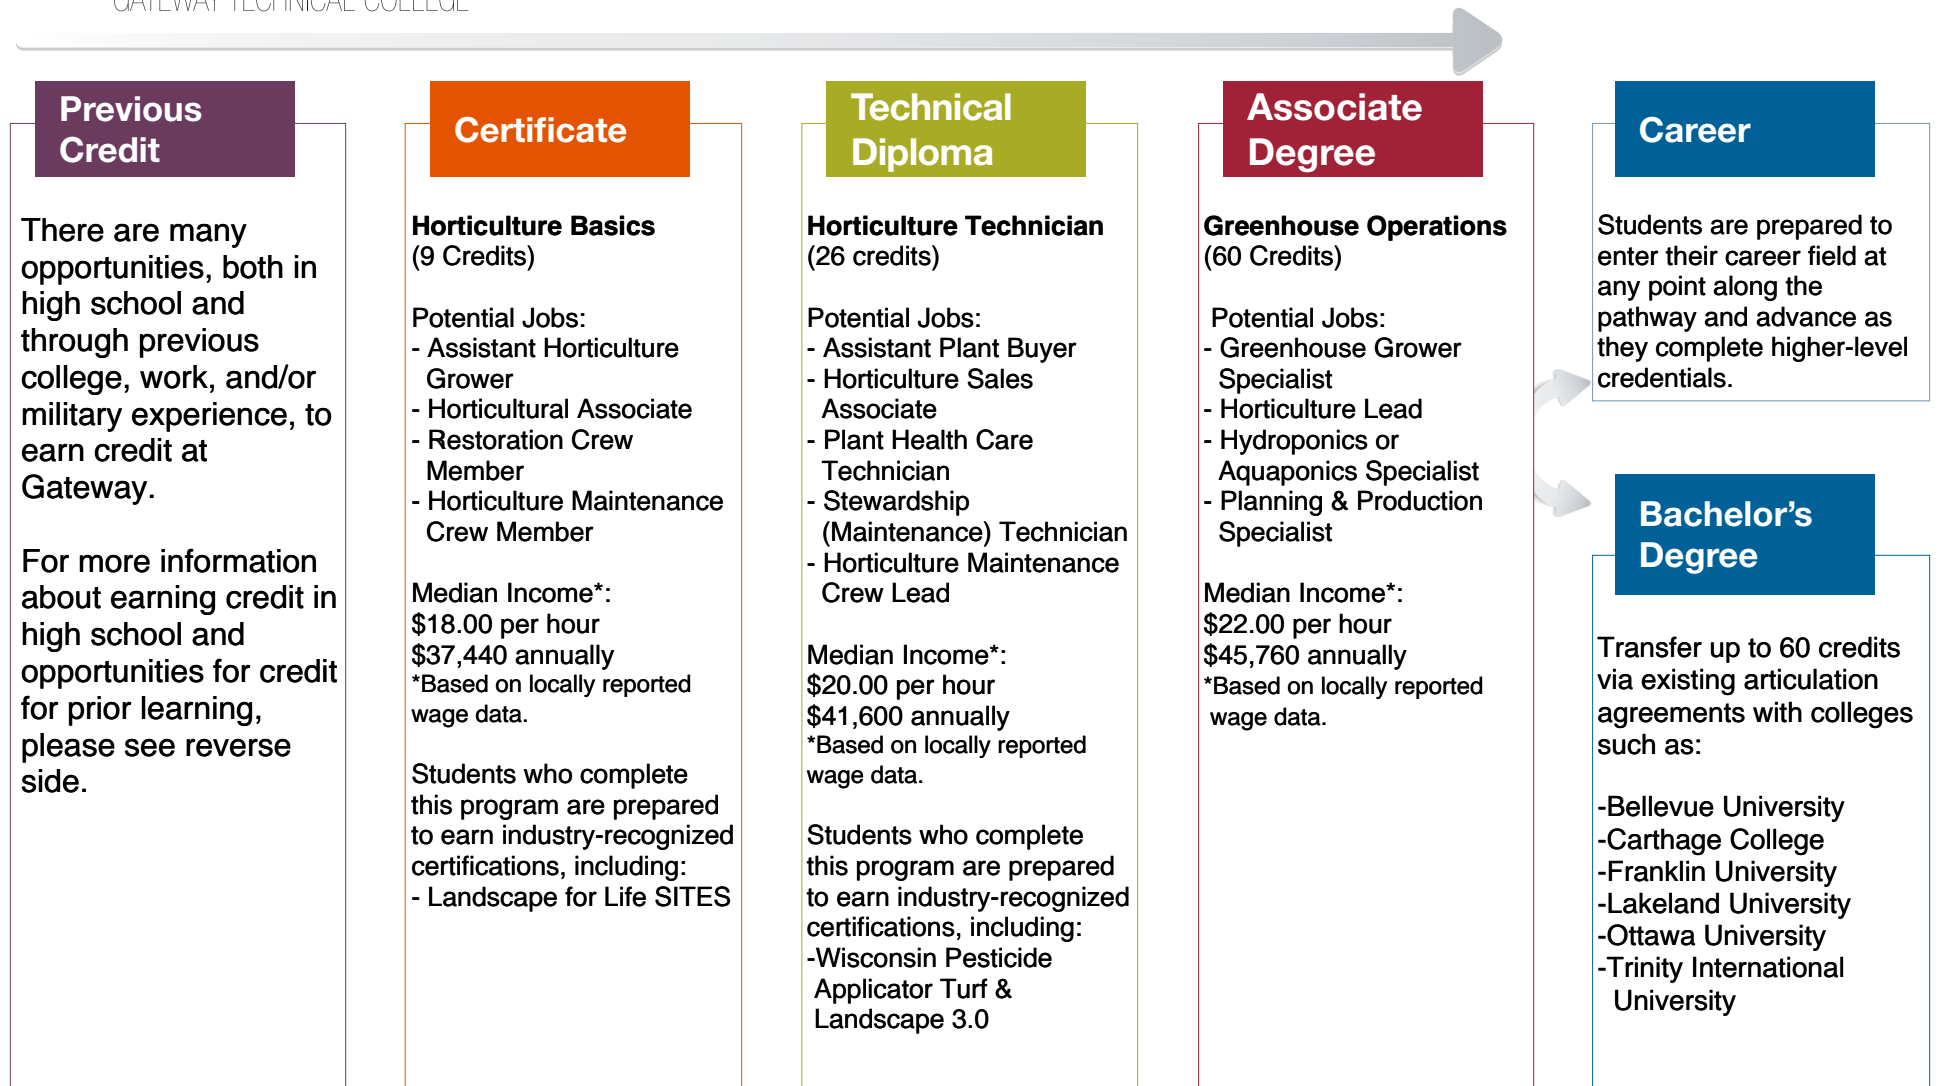 GATEWAY TECHNICAL COLLEGE
Previous
Credit
There are many
opportunities, both in
high school and
through previous
college, work, and/or
military experience, to
earn credit at
Gateway.
For more information
about earning credit in
high school and
opportunities for credit
for prior learning,
please see reverse
side.
Certificate
Horticulture Basics
(9 Credits)
Potential Jobs:
- Assistant Horticulture
Grower
- Horticultural Associate
- Restoration Crew
Member
- Horticulture Maintenance
Crew Member
Median Income*:
$18.00 per hour
$37,440 annually
*Based on locally reported
wage data.
Students who complete
this program are prepared
to earn industry-recognized
certifications, including:
- Landscape for Life SITES
Technical
Diploma
Horticulture Technician
(26 credits)
Potential Jobs:
- Assistant Plant Buyer
- Horticulture Sales
Associate
- Plant Health Care
Technician
- Stewardship
(Maintenance) Technician
- Horticulture Maintenance
Crew Lead
Median Income*:
$20.00 per hour
$41,600 annually
*Based on locally reported
wage data.
Students who complete
this program are prepared
to earn industry-recognized
certifications, including:
-Wisconsin Pesticide
Applicator Turf &
Landscape 3.0
Associate
Degree
Greenhouse Operations
(60 Credits)
Potential Jobs:
- Greenhouse Grower
Specialist
- Horticulture Lead
- Hydroponics or
Aquaponics Specialist
- Planning & Production
Specialist
Median Income*:
$22.00 per hour
$45,760 annually
*Based on locally reported
wage data.
Career
Students are prepared to
enter their career field at
any point along the
pathway and advance as
they complete higher-level
credentials.
Bachelor’s
Degree
Transfer up to 60 credits
via existing articulation
agreements with colleges
such as:
-Bellevue University
-Carthage College
-Franklin University
-Lakeland University
-Ottawa University
-Trinity International
University